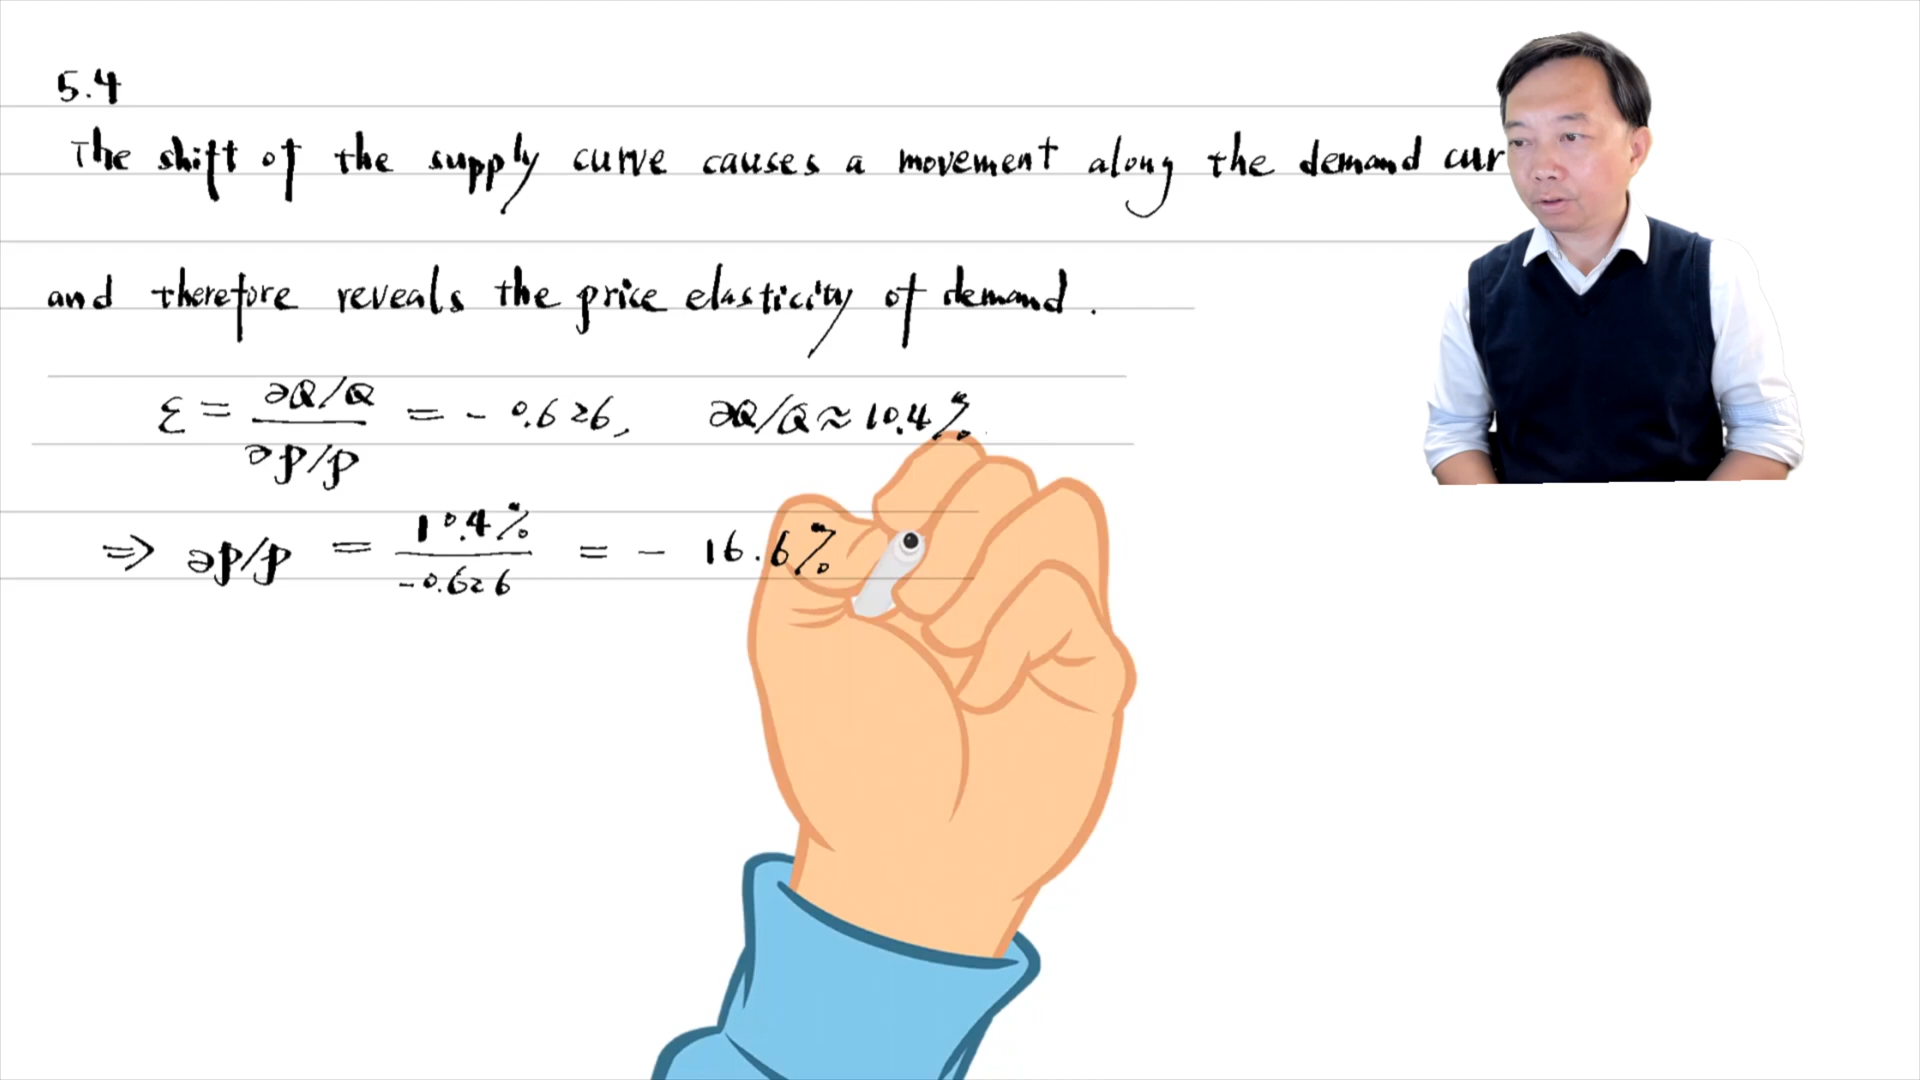 5.4
The shift of the supply curve causes a movement along the demand cur
and therefore reveals the price elasticity of demand.
ε = ∂Q/Q / ∂p/p = - 0.626, ∂Q/Q ≈ 10.4%
⇒ ∂p/p = 10.4% / -0.626 = - 16.6%